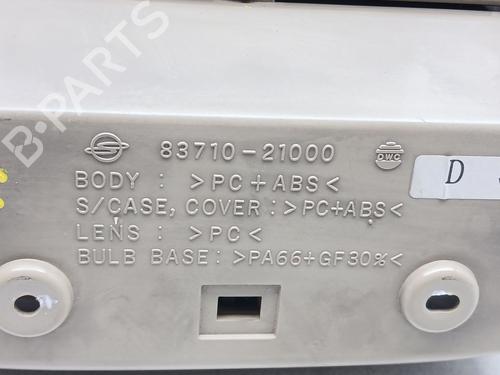 83710-21000 DWC
BODY : >PC+ABS<
S/CASE, COVER : >PC+ABS<
LENS : >PC<
BULB BASE: >PA66+GF30%<
D
B-PARTS